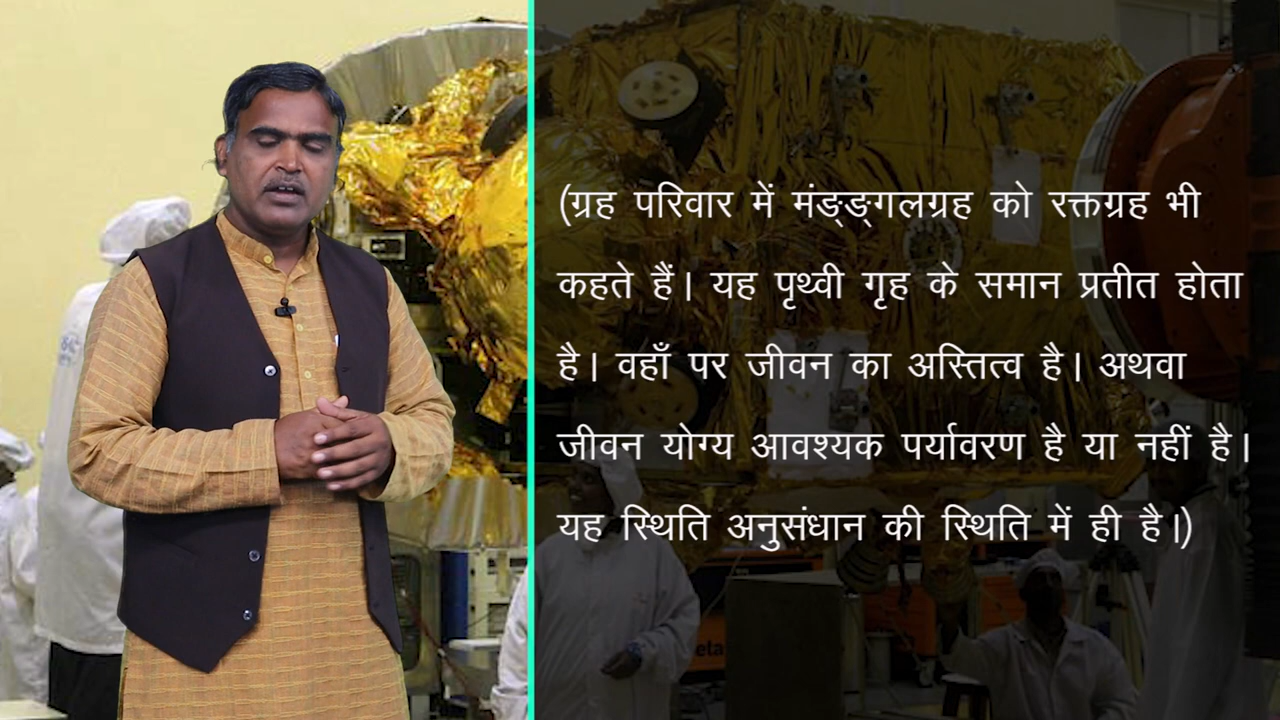 (ग्रह परिवार में मंङ्ङ्गलग्रह को रक्तग्रह भी
कहते हैं। यह पृथ्वी गृह के समान प्रतीत होता
है। वहाँ पर जीवन का अस्तित्व है। अथवा
जीवन योग्य आवश्यक पर्यावरण है या नहीं है।
यह स्थिति अनुसंधान की स्थिति में ही है।)